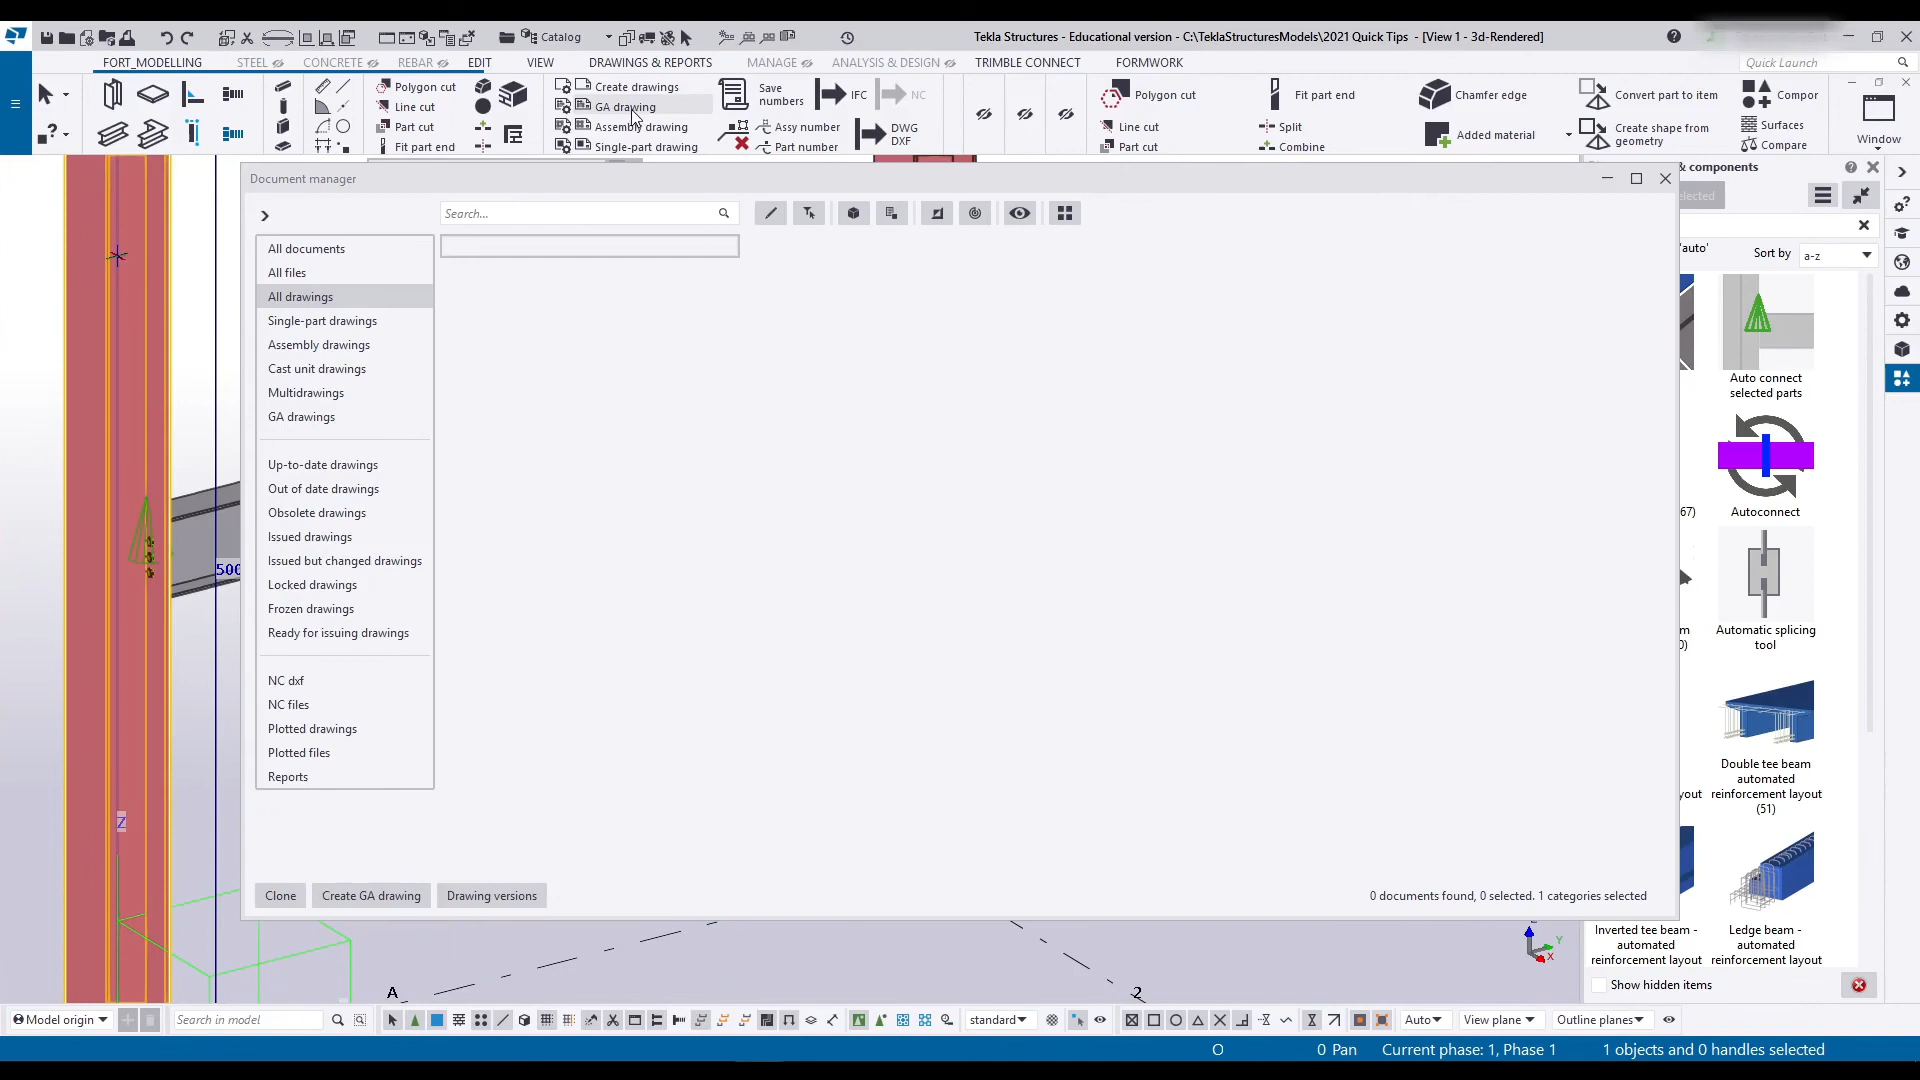 Catalog
Tekla Structures - Educational version - C:\TeklaStructuresModels\2021 Quick Tips - [View 1 - 3d-Rendered]
FORT_MODELLING
STEEL
CONCRETE
REBAR
EDIT
VIEW
DRAWINGS & REPORTS
MANAGE
ANALYSIS & DESIGN
TRIMBLE CONNECT
FORMWORK
Quick Launch
Polygon cut
Line cut
Part cut
Fit part end
Create drawings
GA drawing
Assembly drawing
Single-part drawing
Save numbers
IFC
NC
Assy number
Part number
DWG
DXF
Polygon cut
Line cut
Part cut
Fit part end
Split
Combine
Chamfer edge
Added material
Convert part to item
Create shape from geometry
Compor
Surfaces
Compare
Window
Document manager
Search...
All documents
All files
All drawings
Single-part drawings
Assembly drawings
Cast unit drawings
Multidrawings
GA drawings
Up-to-date drawings
Out of date drawings
Obsolete drawings
Issued drawings
Issued but changed drawings
Locked drawings
Frozen drawings
Ready for issuing drawings
NC dxf
NC files
Plotted drawings
Plotted files
Reports
Clone
Create GA drawing
Drawing versions
0 documents found, 0 selected. 1 categories selected
& components
elected
'auto'
Sort by
a-z
Auto connect
selected parts
67)
Autoconnect
m
0)
Automatic splicing
tool
yout
Double tee beam
automated
reinforcement layout
(51)
Inverted tee beam -
automated
reinforcement layout
Ledge beam -
automated
reinforcement layout
Show hidden items
500
Z
A
2
Z
Y
X
Model origin
Search in model
standard
Auto
View plane
Outline planes
O
0 Pan
Current phase: 1, Phase 1
1 objects and 0 handles selected